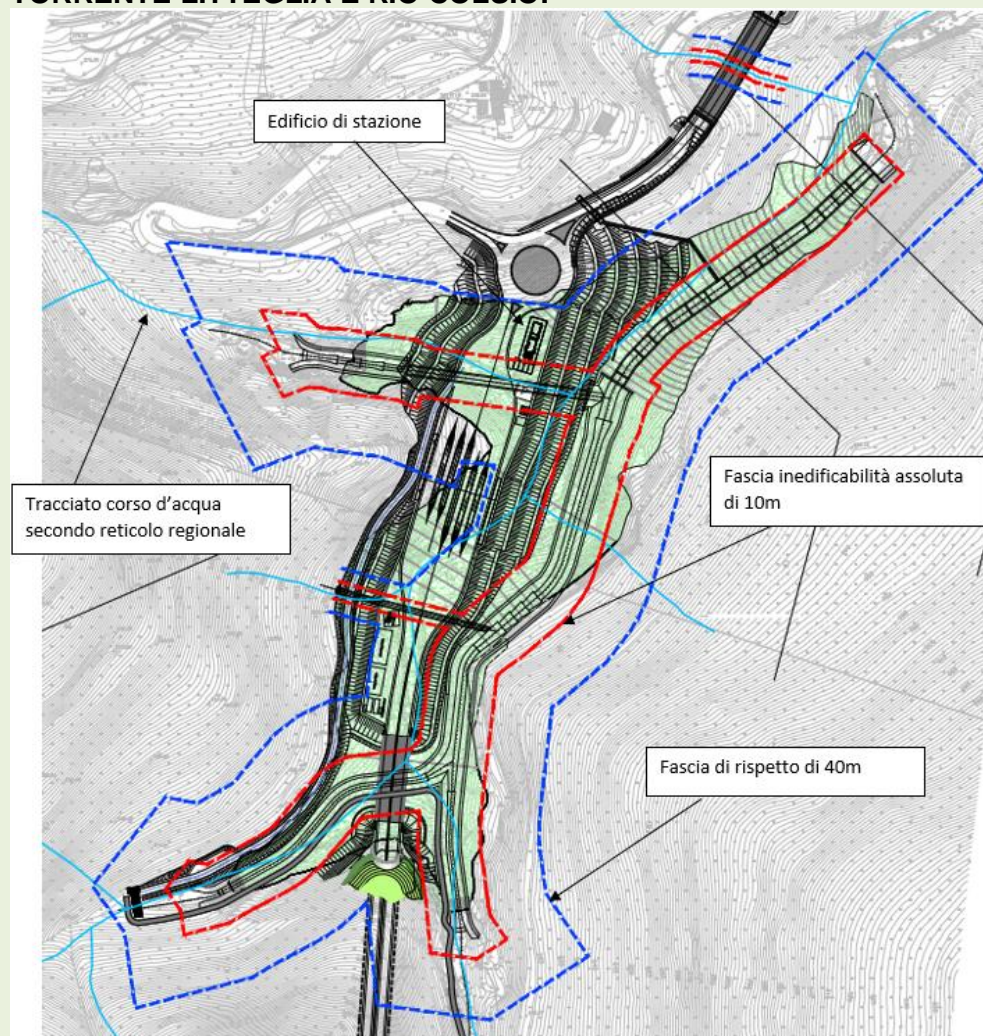 Edificio di stazione
Tracciato corso d'acqua
secondo reticolo regionale
Fascia inedificabilità assoluta
di 10m
Fascia di rispetto di 40m